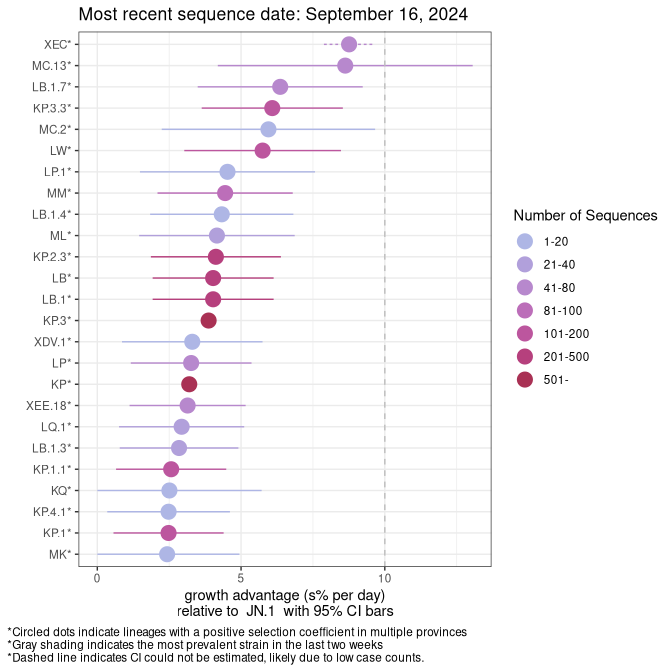 Most recent sequence date: September 16, 2024
XEC*
MC.13*
LB.1.7*
KP.3.3*
MC.2*
LW*
LP.1*
MM*
LB.1.4*
ML*
KP.2.3*
LB*
LB.1*
KP.3*
XDV.1*
LP*
KP*
XEE.18*
LQ.1*
LB.1.3*
KP.1.1*
KQ*
KP.4.1*
KP.1*
MK*
0 5 10
growth advantage (s% per day)
relative to JN.1 with 95% CI bars
Number of Sequences
1-20
21-40
41-80
81-100
101-200
201-500
501-
*Circled dots indicate lineages with a positive selection coefficient in multiple provinces
*Gray shading indicates the most prevalent strain in the last two weeks
*Dashed line indicates CI could not be estimated, likely due to low case counts.